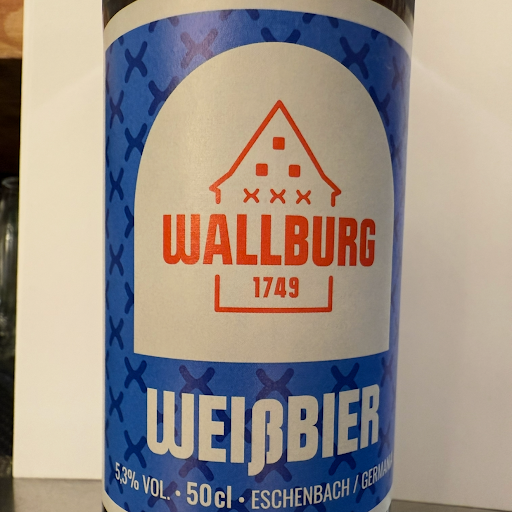 WALLBURG
1749
WEIßBIER
5,3% VOL. • 50cl • ESCHENBACH / GERMANY